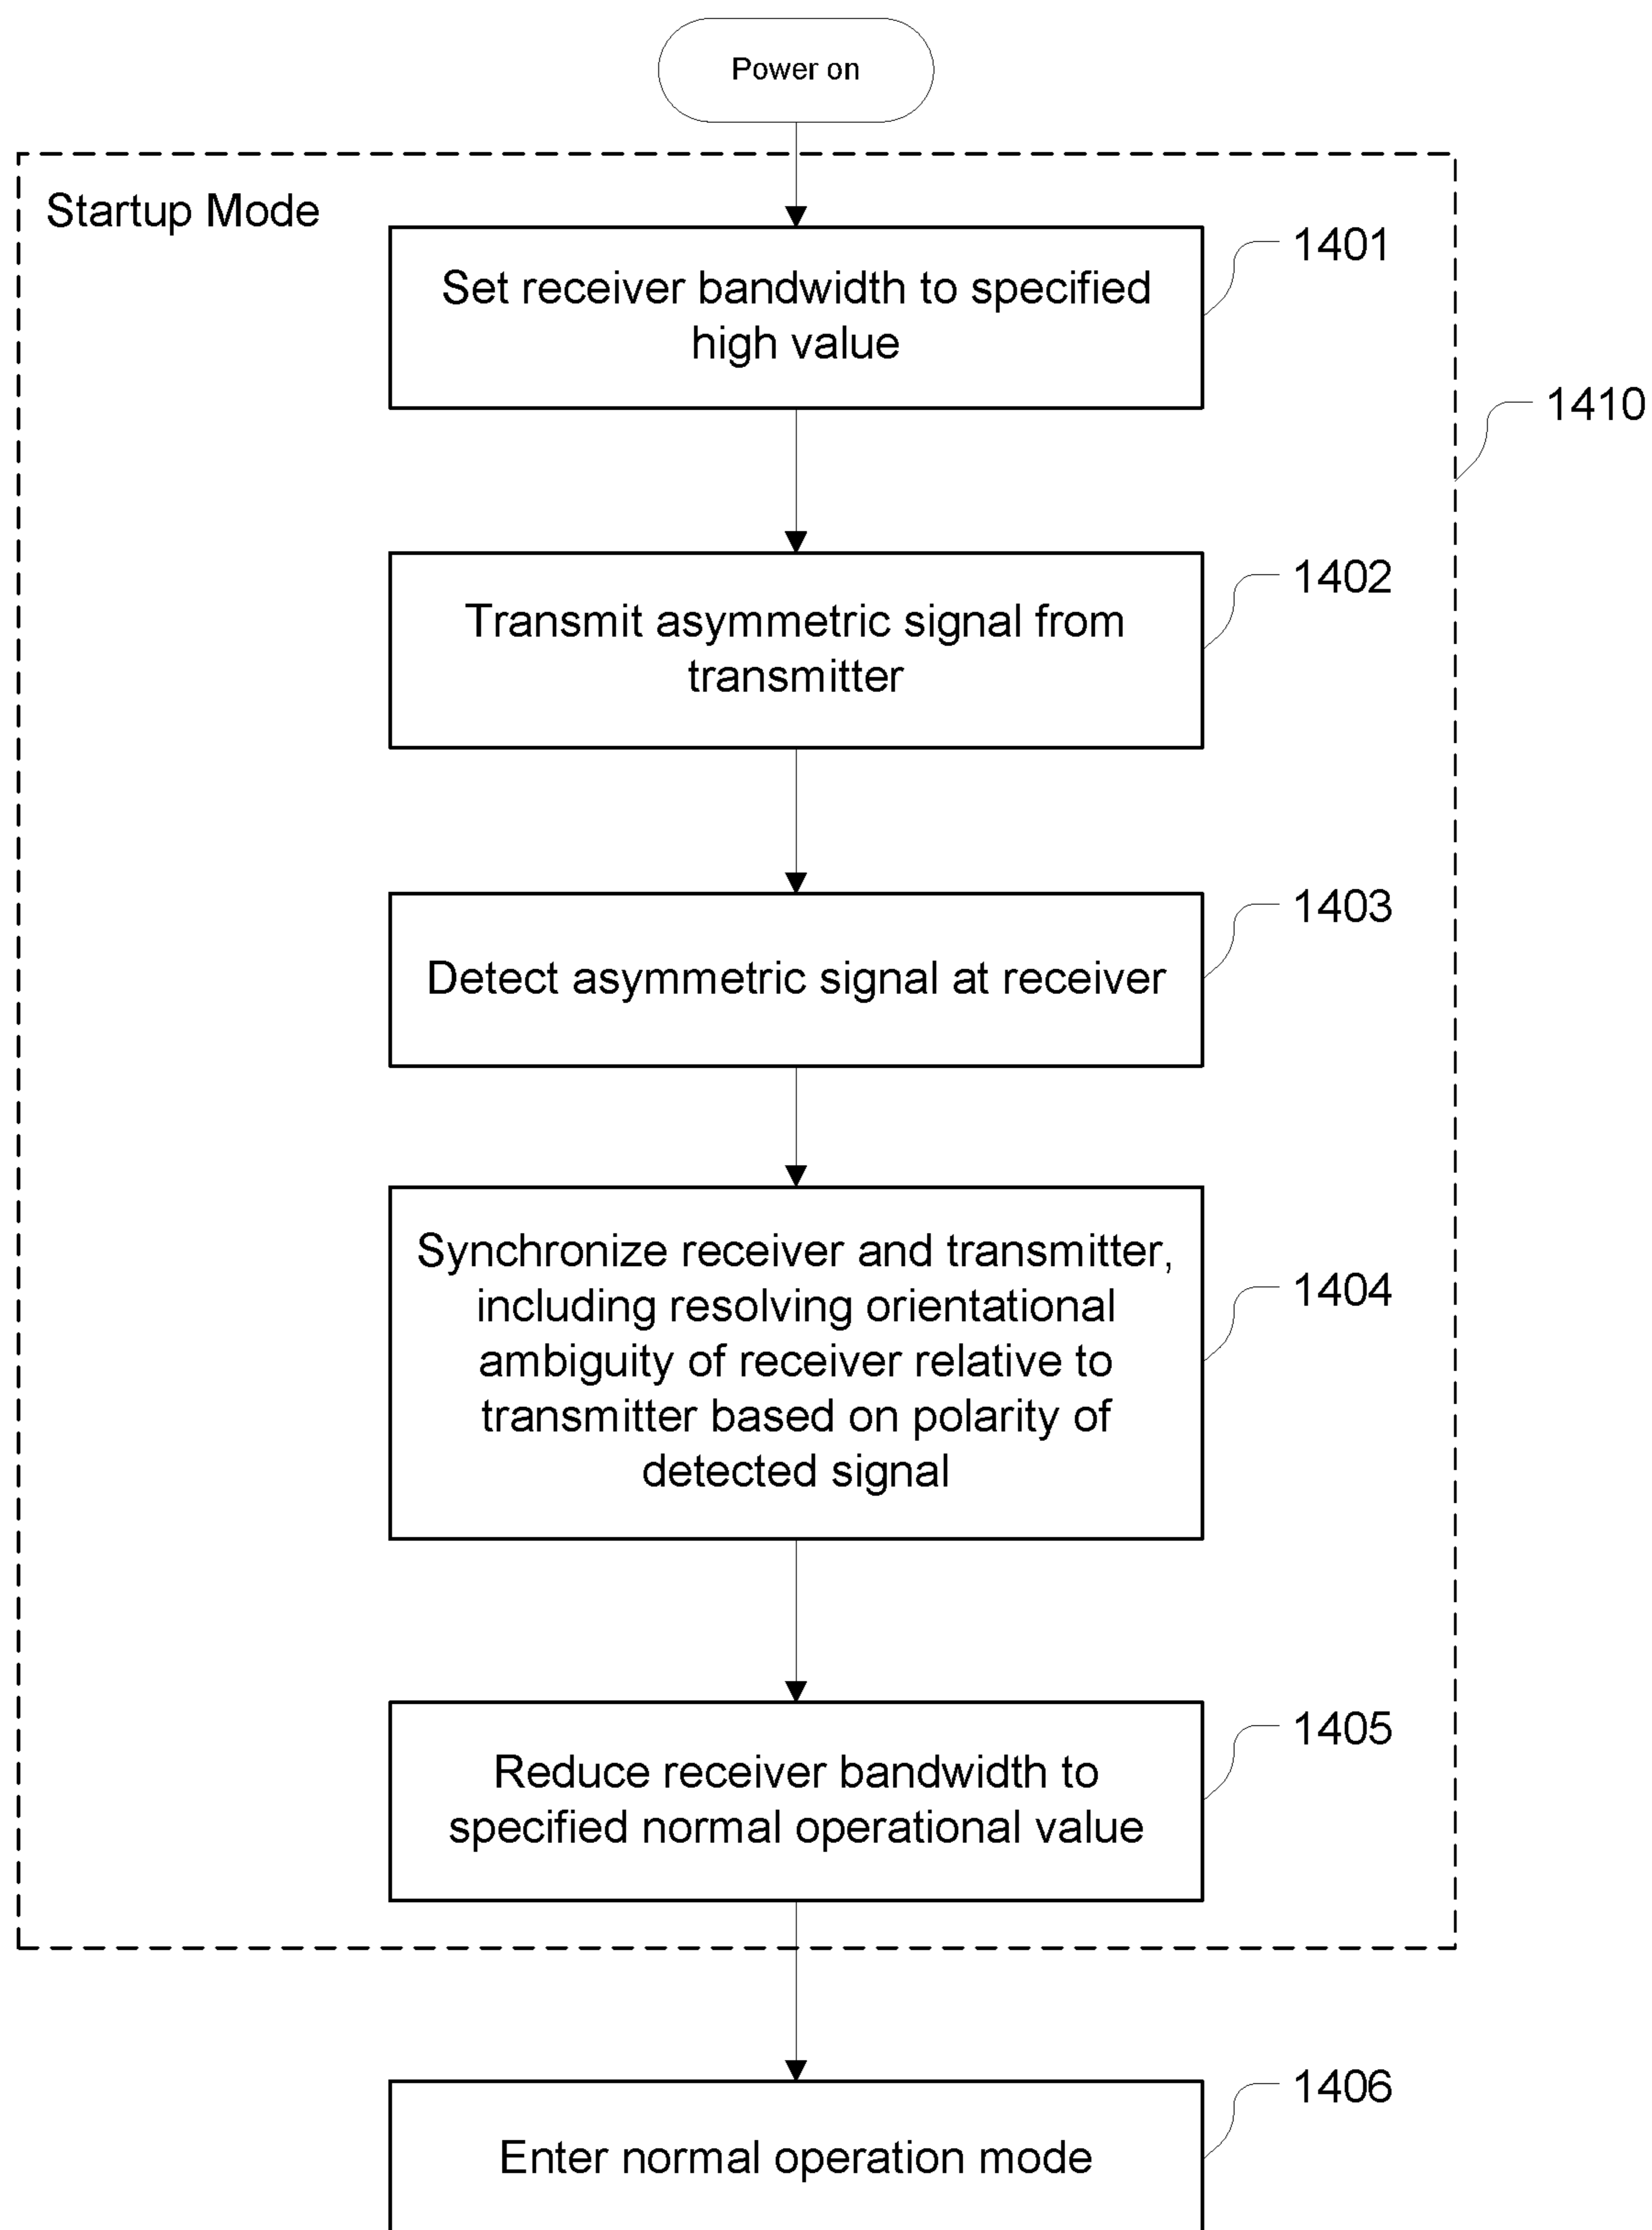 Power on
Startup Mode
1401
Set receiver bandwidth to specified
high value
1410
1402
Transmit asymmetric signal from
transmitter
1403
Detect asymmetric signal at receiver
Synchronize receiver and transmitter,
including resolving orientational
1404
ambiguity of receiver relative to
transmitter based on polarity of
detected signal
1405
Reduce receiver bandwidth to
specified normal operational value
1406
Enter normal operation mode